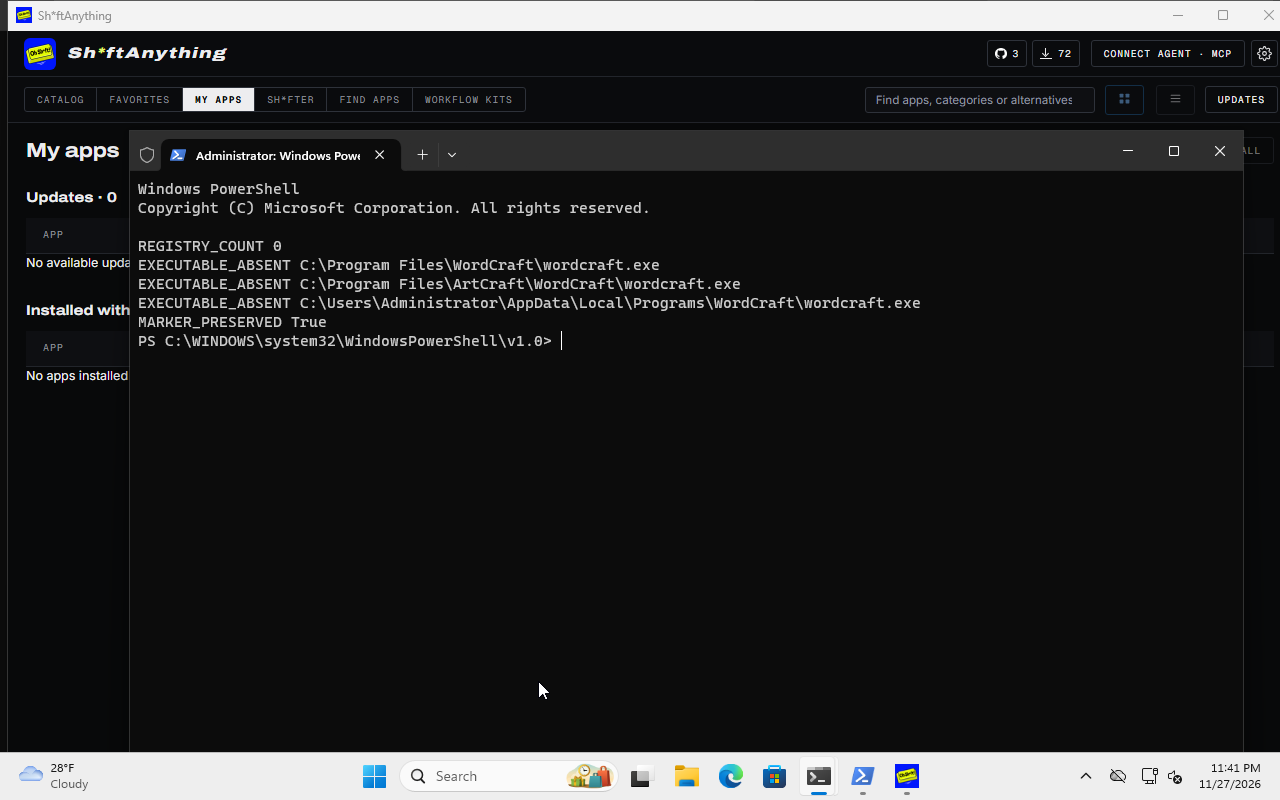 Sh*ftAnything
Oh Sh*ft!
Sh*ftAnything
3
72
CONNECT AGENT · MCP
CATALOG
FAVORITES
MY APPS
SH*FTER
FIND APPS
WORKFLOW KITS
Find apps, categories or alternatives
UPDATES
My apps
ALL
Updates · 0
APP
No available upda
Installed with
APP
No apps installed
Administrator: Windows Powe
Windows PowerShell
Copyright (C) Microsoft Corporation. All rights reserved.
REGISTRY_COUNT 0
EXECUTABLE_ABSENT C:\Program Files\WordCraft\wordcraft.exe
EXECUTABLE_ABSENT C:\Program Files\ArtCraft\WordCraft\wordcraft.exe
EXECUTABLE_ABSENT C:\Users\Administrator\AppData\Local\Programs\WordCraft\wordcraft.exe
MARKER_PRESERVED True
PS C:\WINDOWS\system32\WindowsPowerShell\v1.0>
28°F
Cloudy
Search
11:41 PM
11/27/2026